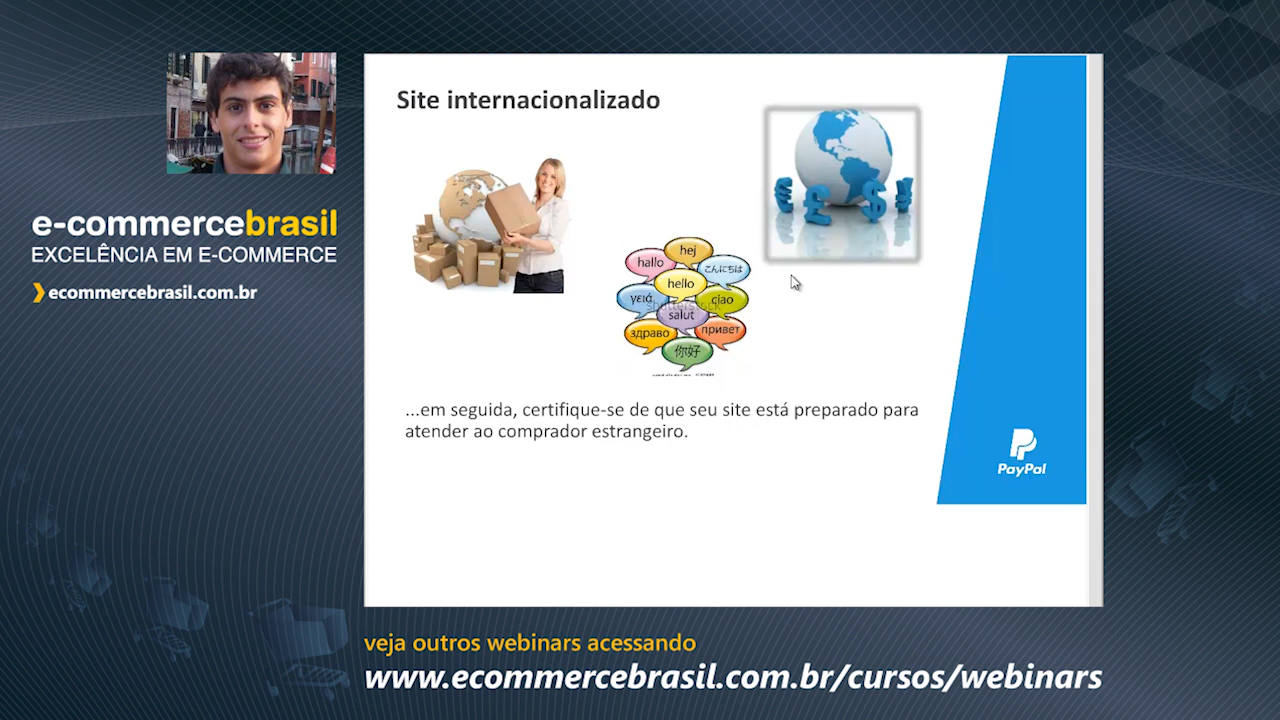 e-commercebrasil
EXCELÊNCIA EM E-COMMERCE
ecommercebrasil.com.br
Site internacionalizado
hej
hallo
こんにちは
hello
γειά
ciao
shutterstock
salut
здраво
привет
你好
...em seguida, certifique-se de que seu site está preparado para
atender ao comprador estrangeiro.
PayPal
veja outros webinars acessando
www.ecommercebrasil.com.br/cursos/webinars